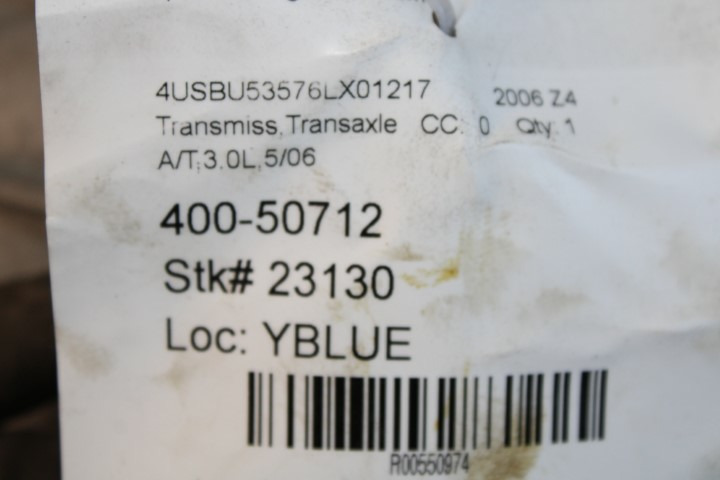 4USBU53576LX01217 2006 Z4
Transmiss,Transaxle CC: 0 Qty: 1
A/T,3.0L,5/06
400-50712
Stk# 23130
Loc: YBLUE
R00550974